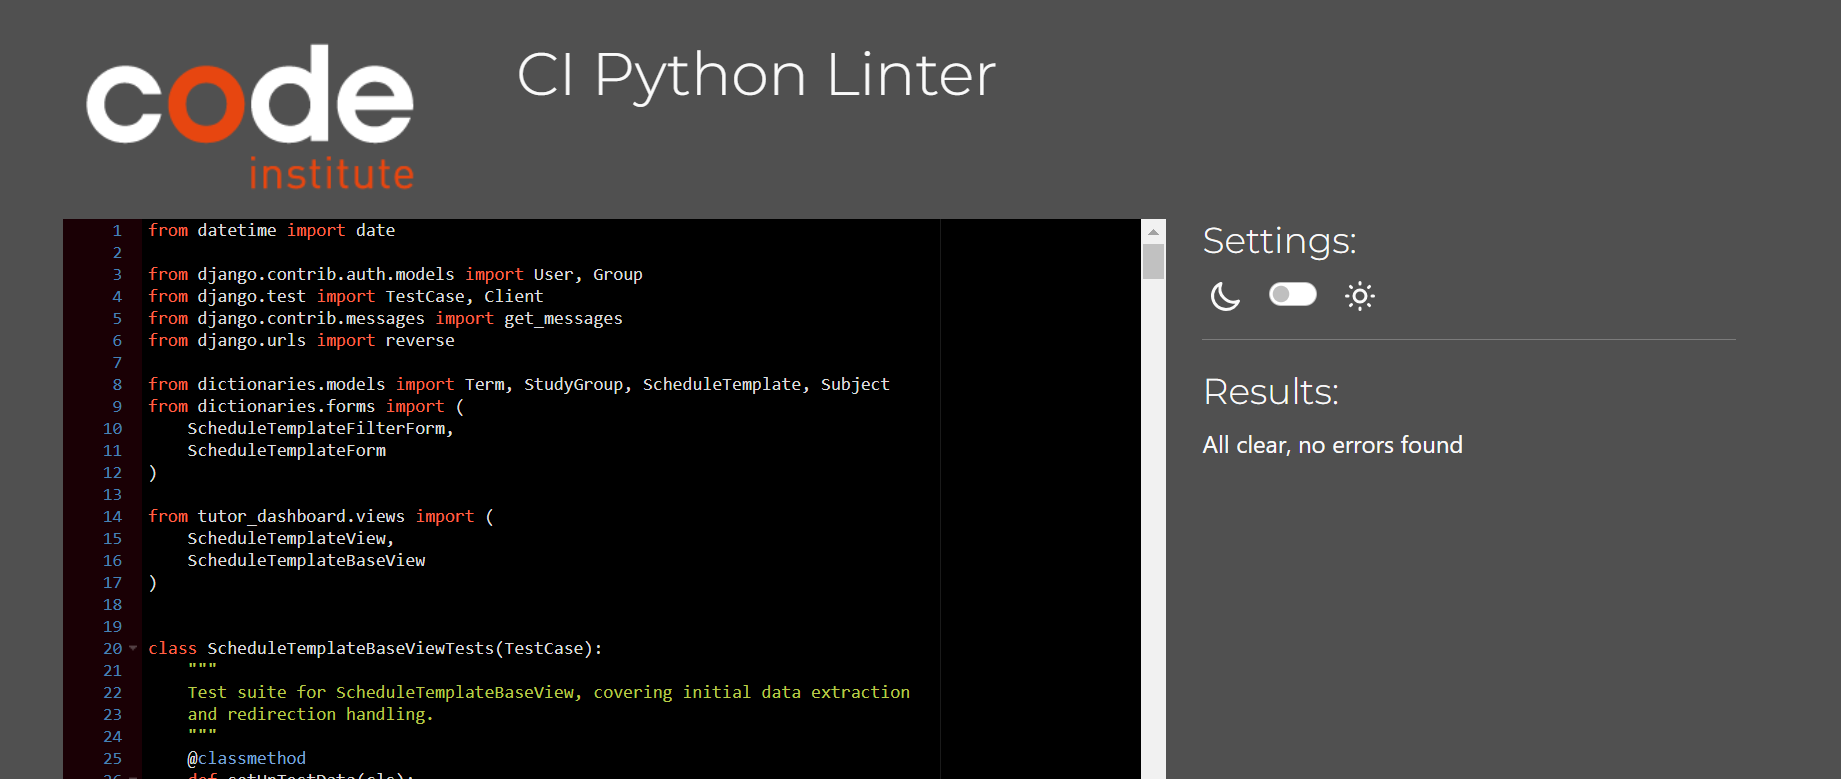 code
institute
CI Python Linter
1 from datetime import date
2
3 from django.contrib.auth.models import User, Group
4 from django.test import TestCase, Client
5 from django.contrib.messages import get_messages
6 from django.urls import reverse
7
8 from dictionaries.models import Term, StudyGroup, ScheduleTemplate, Subject
9 from dictionaries.forms import (
10     ScheduleTemplateFilterForm,
11     ScheduleTemplateForm
12 )
13
14 from tutor_dashboard.views import (
15     ScheduleTemplateView,
16     ScheduleTemplateBaseView
17 )
18
19
20 class ScheduleTemplateBaseViewTests(TestCase):
21     """
22     Test suite for ScheduleTemplateBaseView, covering initial data extraction
23     and redirection handling.
24     """
25     @classmethod
26     def setUpTestData(cls):
Settings:
Results:
All clear, no errors found